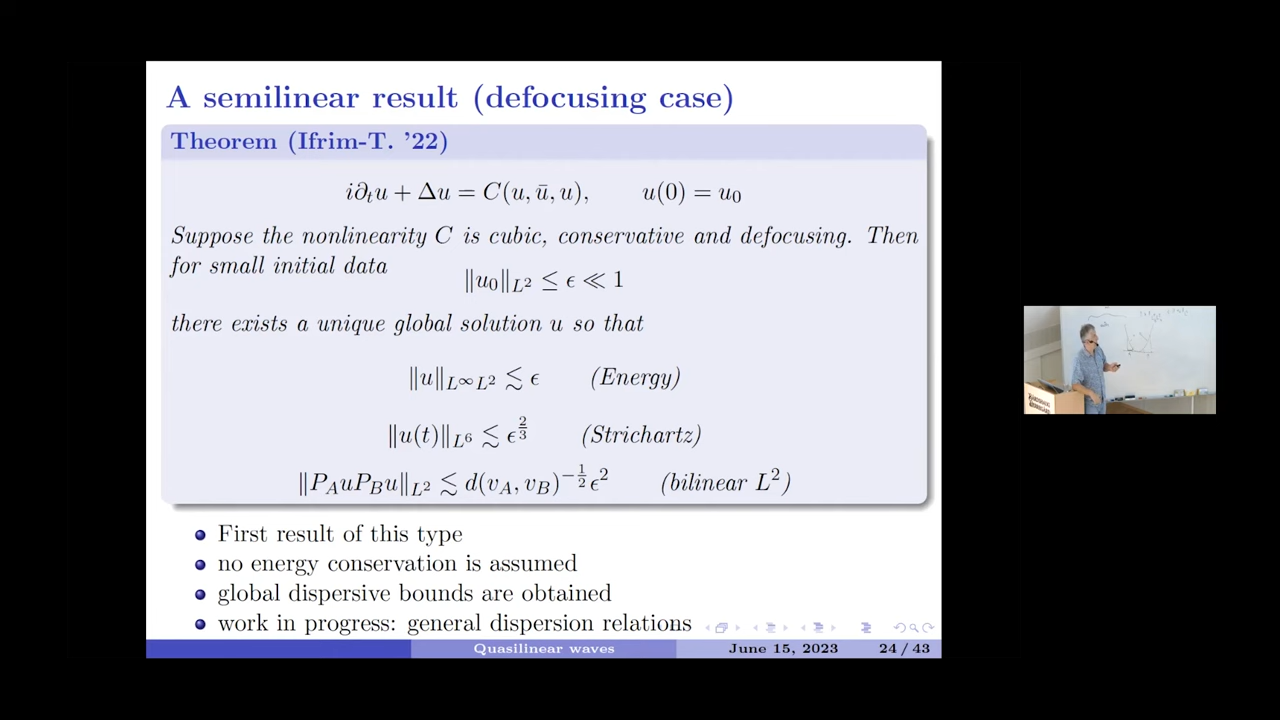 A semilinear result (defocusing case)
Theorem (Ifrim-T. '22)
i∂ₜu + Δu = C(u, ū, u),   u(0) = u₀
Suppose the nonlinearity C is cubic, conservative and defocusing. Then
for small initial data
‖u₀‖_{L²} ≤ ϵ ≪ 1
there exists a unique global solution u so that
‖u‖_{L^∞L²} ≲ ϵ   (Energy)
‖u(t)‖_{L⁶} ≲ ϵ^{2/3}   (Strichartz)
‖P_A u P_B u‖_{L²} ≲ d(v_A, v_B)^{-1/2} ϵ²   (bilinear L²)
First result of this type
no energy conservation is assumed
global dispersive bounds are obtained
work in progress: general dispersion relations
Quasilinear waves   June 15, 2023   24 / 43